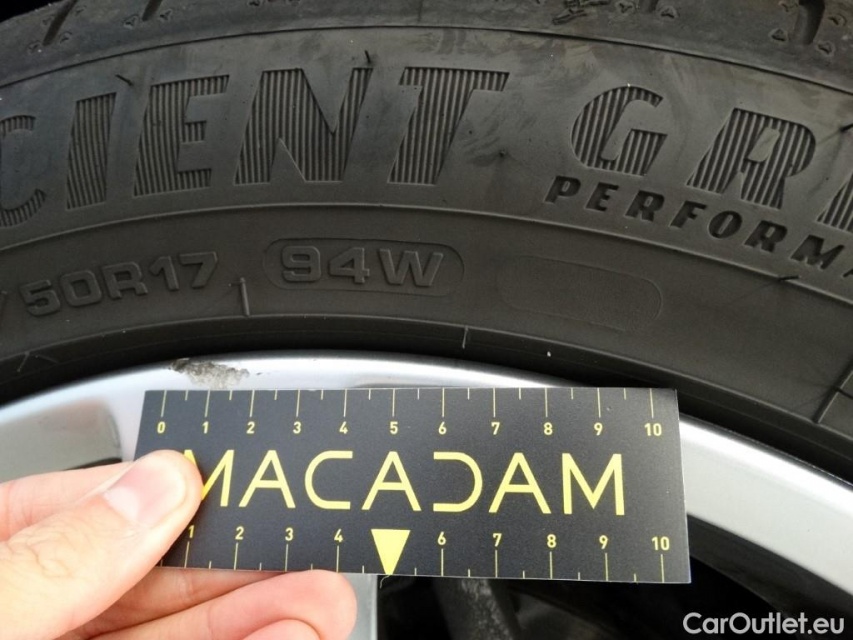 CIENT GR
PERFORM
50R17 94W
0 1 2 3 4 5 6 7 8 9 10
MACADAM
1 2 3 4 6 7 8 9 10
CarOutlet.eu